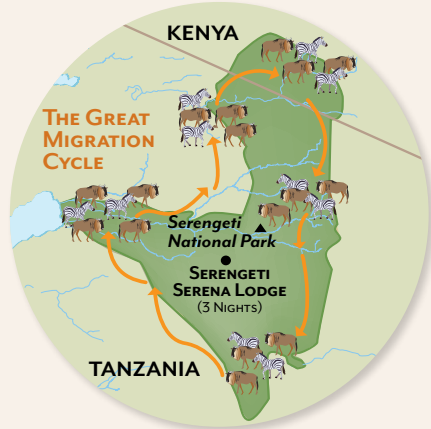 KENYA
The Great
Migration
Cycle
Serengeti
National Park
Serengeti
Serena Lodge
(3 Nights)
TANZANIA